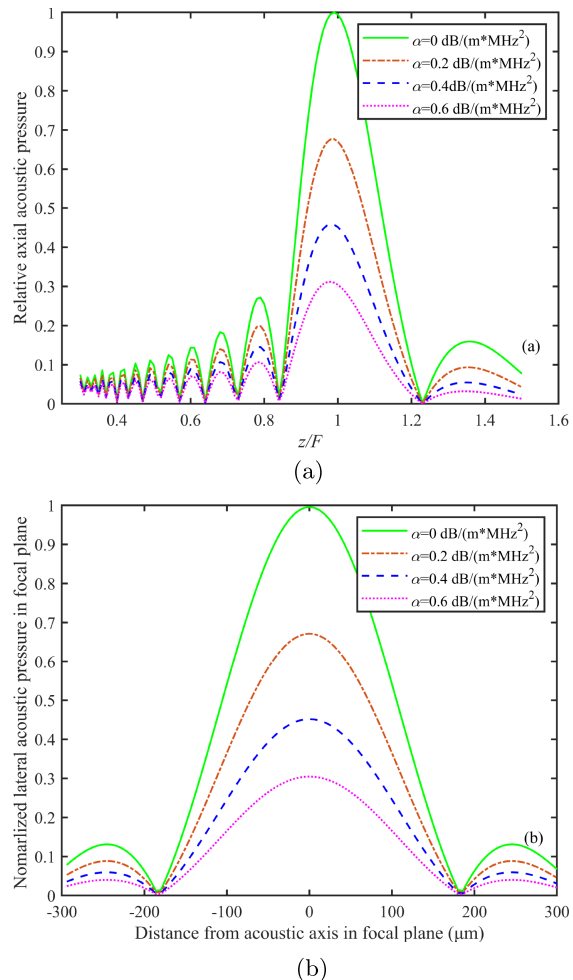 1
0.9
0.8
0.7
0.6
0.5
0.4
0.3
0.2
0.1
0
Relative axial acoustic pressure
α=0 dB/(m*MHz²)
α=0.2 dB/(m*MHz²)
α=0.4dB/(m*MHz²)
α=0.6 dB/(m*MHz²)
(a)
0.4 0.6 0.8 1 1.2 1.4 1.6
z/F
(a)
1
0.9
0.8
0.7
0.6
0.5
0.4
0.3
0.2
0.1
0
Nomarlized lateral acoustic pressure in focal plane
α=0 dB/(m*MHz²)
α=0.2 dB/(m*MHz²)
α=0.4 dB/(m*MHz²)
α=0.6 dB/(m*MHz²)
(b)
-300 -200 -100 0 100 200 300
Distance from acoustic axis in focal plane (μm)
(b)